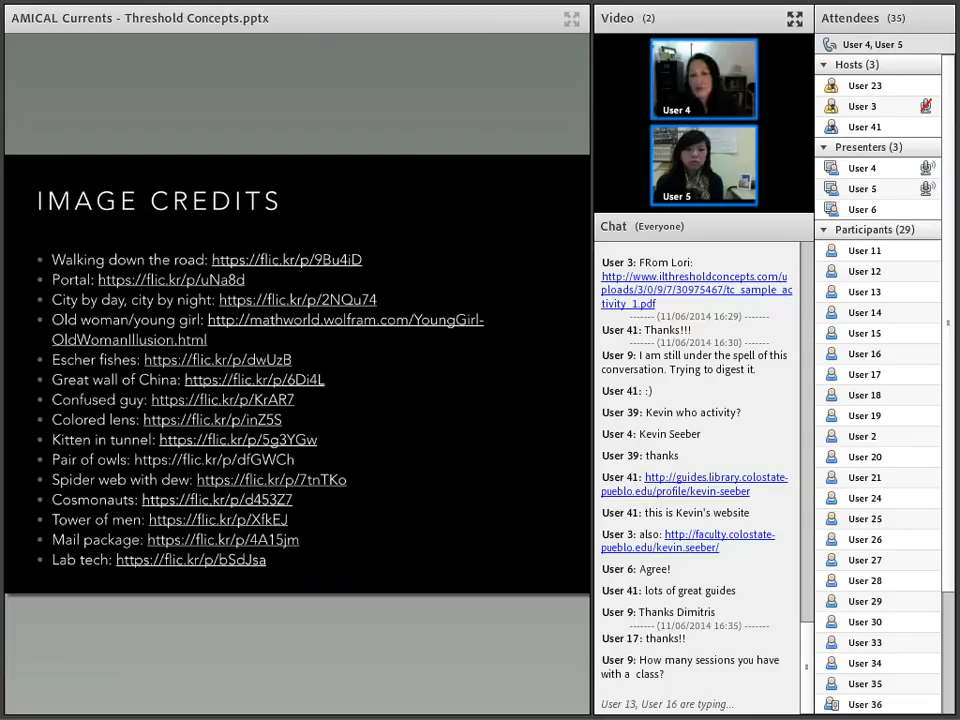 AMICAL Currents - Threshold Concepts.pptx
IMAGE CREDITS
• Walking down the road: https://flic.kr/p/9Bu4iD
• Portal: https://flic.kr/p/uNa8d
• City by day, city by night: https://flic.kr/p/2NQu74
• Old woman/young girl: http://mathworld.wolfram.com/YoungGirl-
OldWomanIllusion.html
• Escher fishes: https://flic.kr/p/dwUzB
• Great wall of China: https://flic.kr/p/6Di4L
• Confused guy: https://flic.kr/p/KrAR7
• Colored lens: https://flic.kr/p/inZ5S
• Kitten in tunnel: https://flic.kr/p/5g3YGw
• Pair of owls: https://flic.kr/p/dfGWCh
• Spider web with dew: https://flic.kr/p/7tnTKo
• Cosmonauts: https://flic.kr/p/d453Z7
• Tower of men: https://flic.kr/p/XfkEJ
• Mail package: https://flic.kr/p/4A15jm
• Lab tech: https://flic.kr/p/bSdJsa
Video (2)
User 4
User 5
Chat (Everyone)
User 3: FRom Lori:
http://www.ilthresholdconcepts.com/u
ploads/3/0/9/7/30975467/tc_sample_ac
tivity_1.pdf
------- (11/06/2014 16:29) -------
User 41: Thanks!!!
------- (11/06/2014 16:30) -------
User 9: I am still under the spell of this
conversation. Trying to digest it.
User 41: :)
User 39: Kevin who activity?
User 4: Kevin Seeber
User 39: thanks
User 41: http://guides.library.colostate-
pueblo.edu/profile/kevin-seeber
User 41: this is Kevin's website
User 3: also: http://faculty.colostate-
pueblo.edu/kevin.seeber/
User 6: Agree!
User 41: lots of great guides
User 9: Thanks Dimitris
------- (11/06/2014 16:35) -------
User 17: thanks!!
User 9: How many sessions you have
with a class?
User 13, User 16 are typing...
Attendees (35)
User 4, User 5
Hosts (3)
User 23
User 3
User 41
Presenters (3)
User 4
User 5
User 6
Participants (29)
User 11
User 12
User 13
User 14
User 15
User 16
User 17
User 18
User 19
User 2
User 20
User 21
User 24
User 25
User 26
User 27
User 28
User 29
User 30
User 33
User 34
User 35
User 36